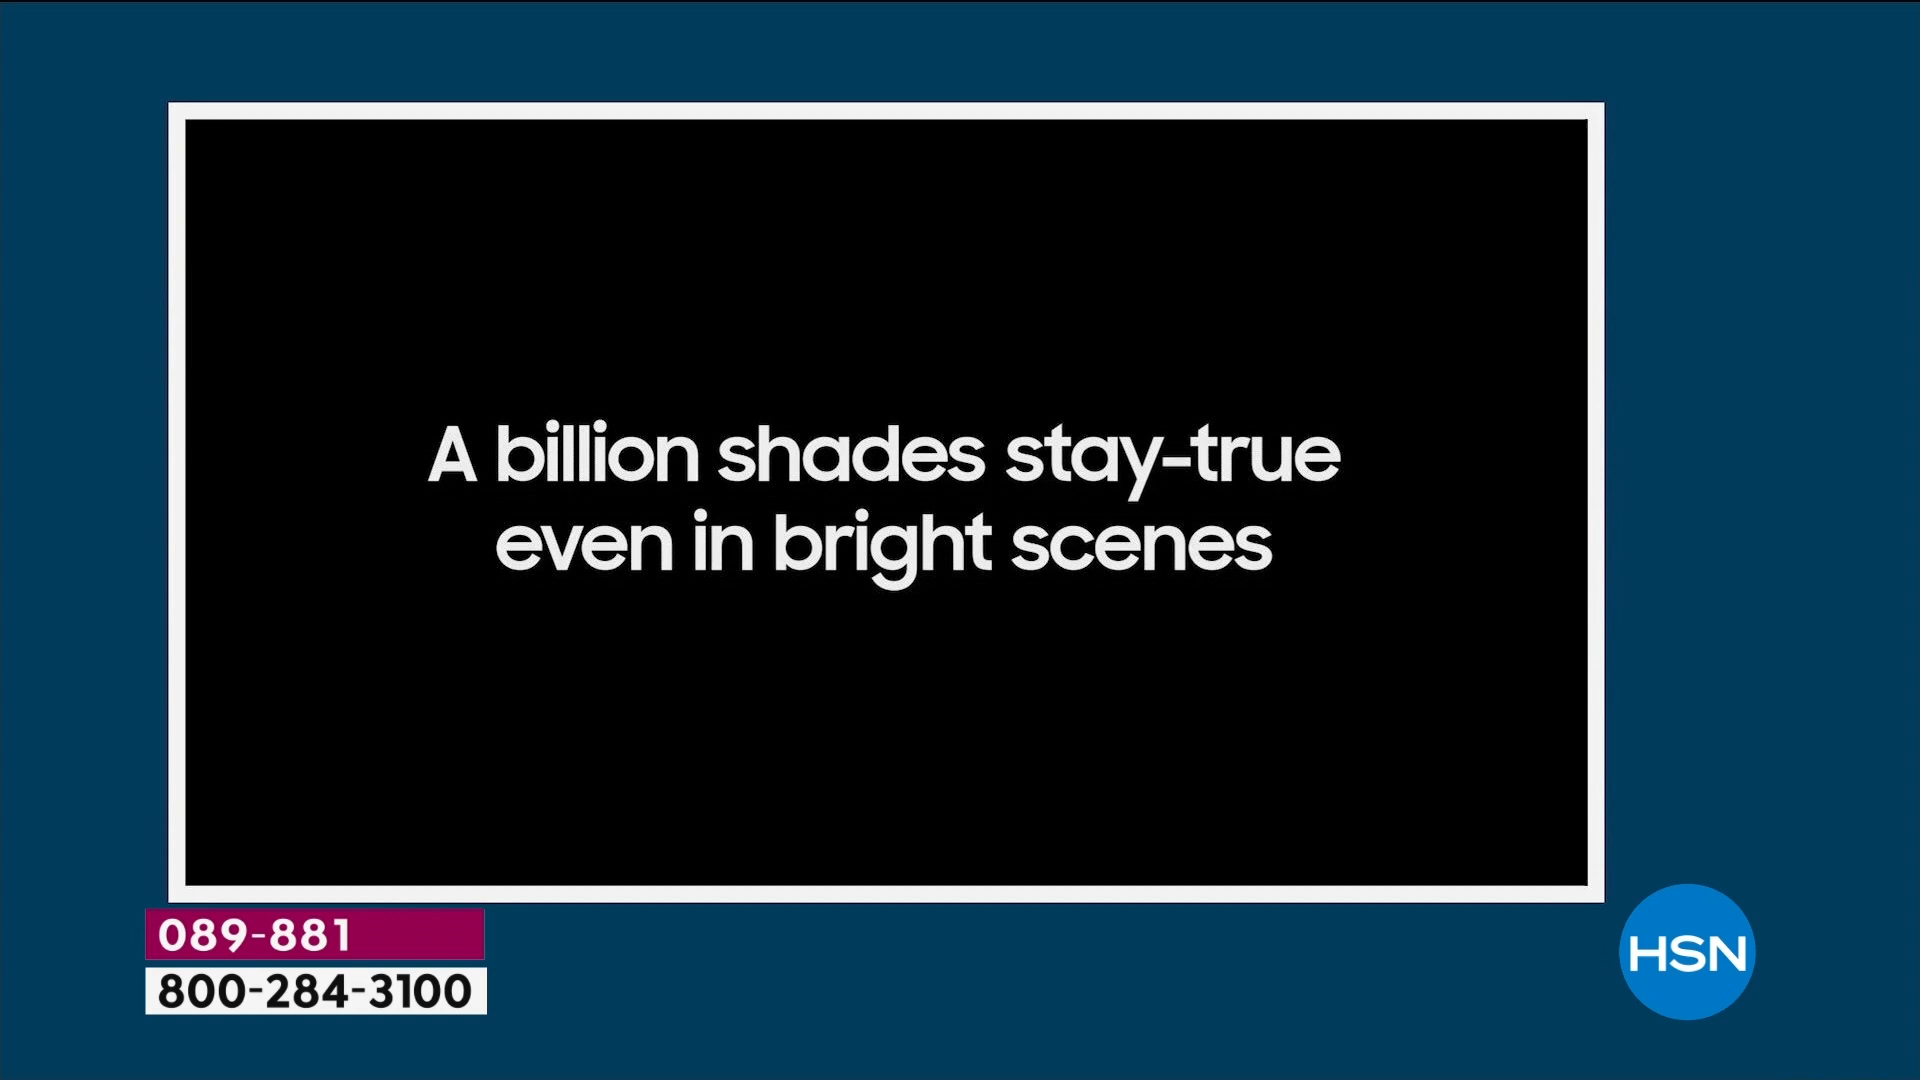 A billion shades stay-true
even in bright scenes
089-881
800-284-3100
HSN